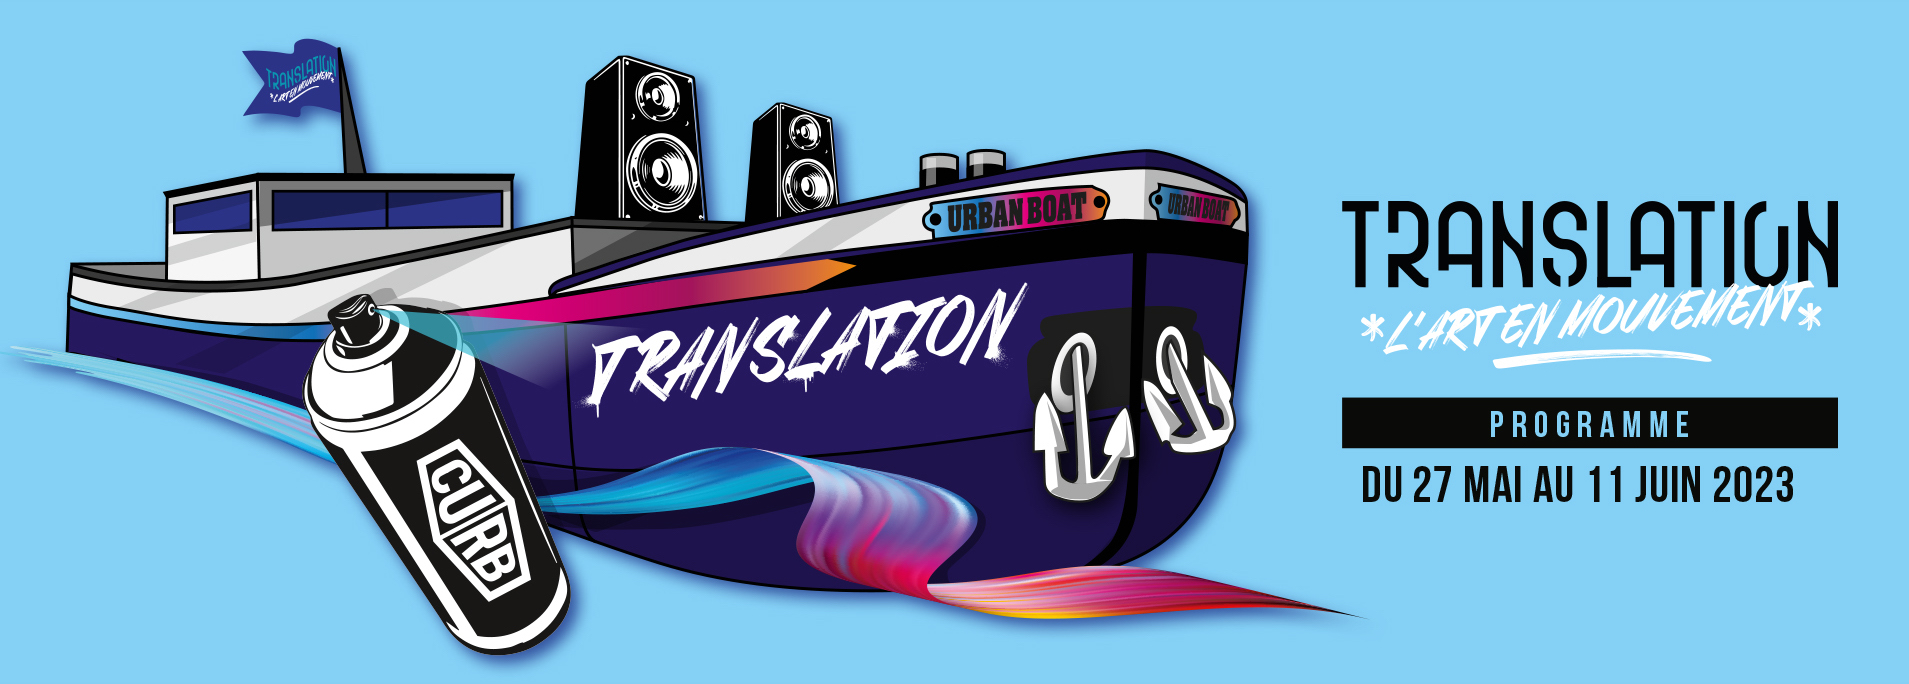 TRANSLATION
*L'ART EN MOUVEMENT*
URBAN BOAT
URBAN BOAT
TRANSLATION
CURB
TRANSLATION
*L'ART EN MOUVEMENT*
PROGRAMME
DU 27 MAI AU 11 JUIN 2023